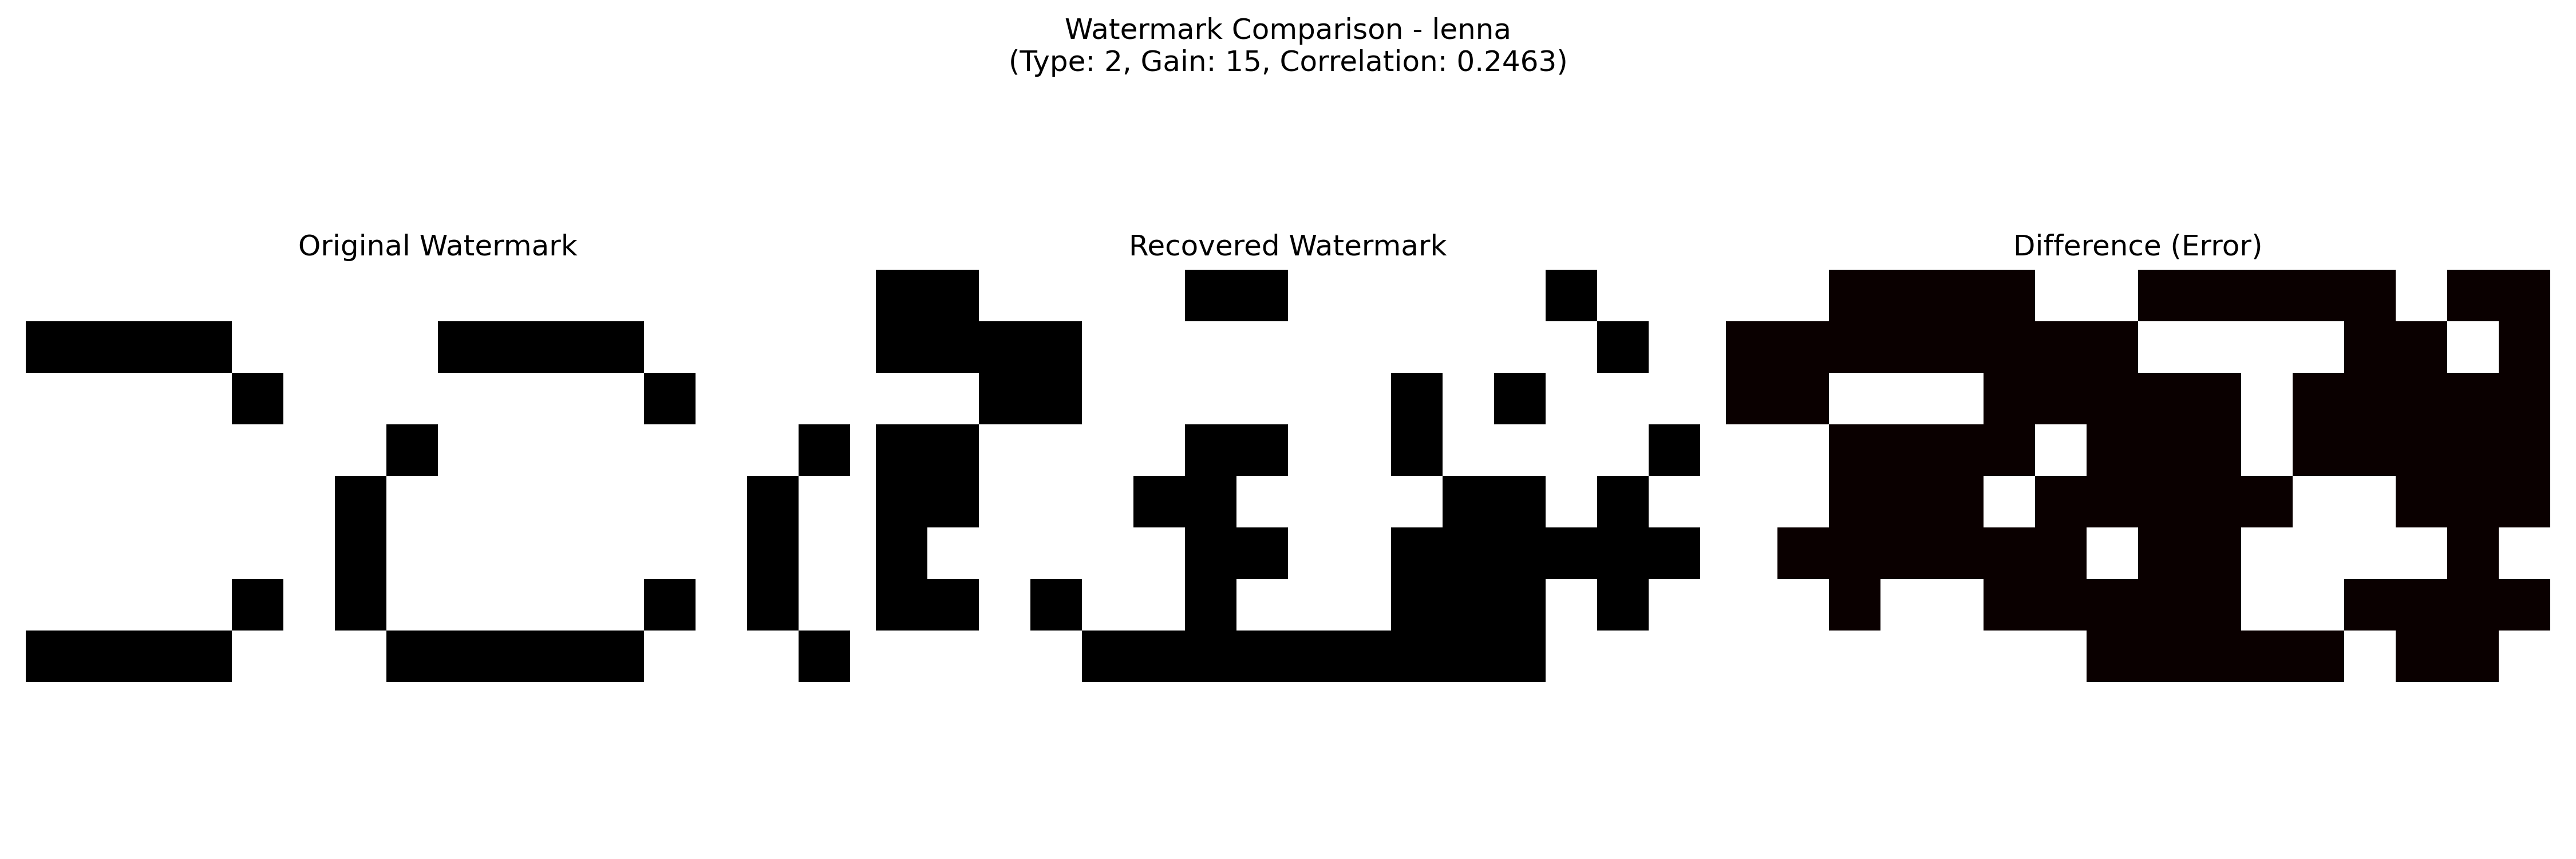 Watermark Comparison - lenna
(Type: 2, Gain: 15, Correlation: 0.2463)
Original Watermark
Recovered Watermark
Difference (Error)